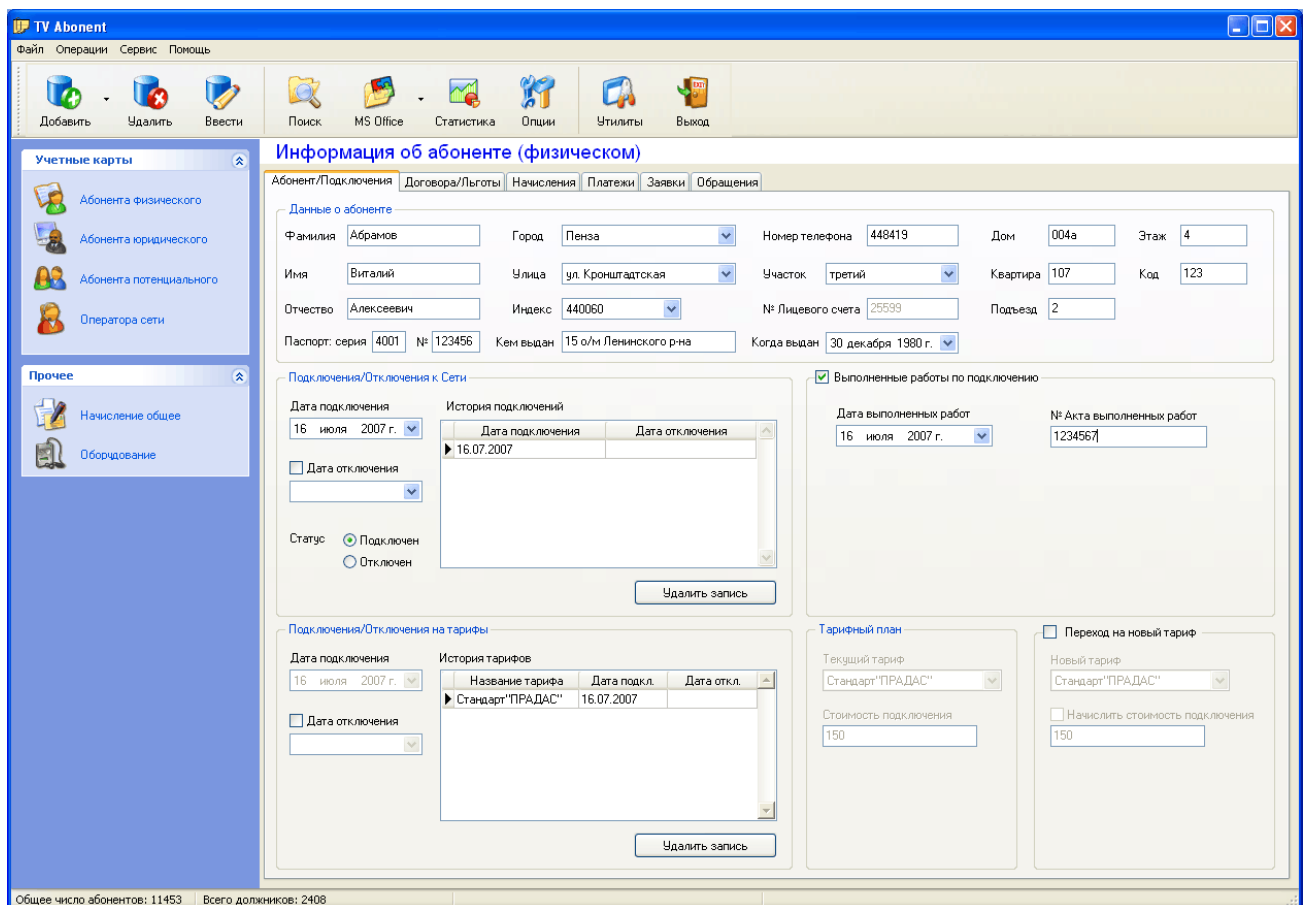 TV Abonent
Файл Операции Сервис Помощь
Добавить Удалить Ввести Поиск MS Office Статистика Опции Утилиты Выход
Учетные карты
Абонента физического
Абонента юридического
Абонента потенциального
Оператора сети
Прочее
Начисление общее
Оборудование
Информация об абоненте (физическом)
Абонент/Подключения Договора/Льготы Начисления Платежи Заявки Обращения
Данные о абоненте
Фамилия Абрамов Город Пенза Номер телефона 448419 Дом 004а Этаж 4
Имя Виталий Улица ул. Кронштадтская Участок третий Квартира 107 Код 123
Отчество Алексеевич Индекс 440060 № Лицевого счета 25599 Подъезд 2
Паспорт: серия 4001 № 123456 Кем выдан 15 о/м Ленинского р-на Когда выдан 30 декабря 1980 г.
Подключения/Отключения к Сети
Дата подключения История подключений
16 июля 2007 г. Дата подключения Дата отключения
16.07.2007
Дата отключения
Статус Подключен
Отключен
Удалить запись
Выполненные работы по подключению
Дата выполненных работ № Акта выполненных работ
16 июля 2007 г. 1234567
Подключения/Отключения на тарифы
Дата подключения История тарифов
16 июля 2007 г. Название тарифа Дата подкл. Дата откл.
Стандарт"ПРАДАС" 16.07.2007
Дата отключения
Удалить запись
Тарифный план
Текущий тариф
Стандарт"ПРАДАС"
Стоимость подключения
150
Переход на новый тариф
Новый тариф
Стандарт"ПРАДАС"
Начислить стоимость подключения
150
Общее число абонентов: 11453 Всего должников: 2408